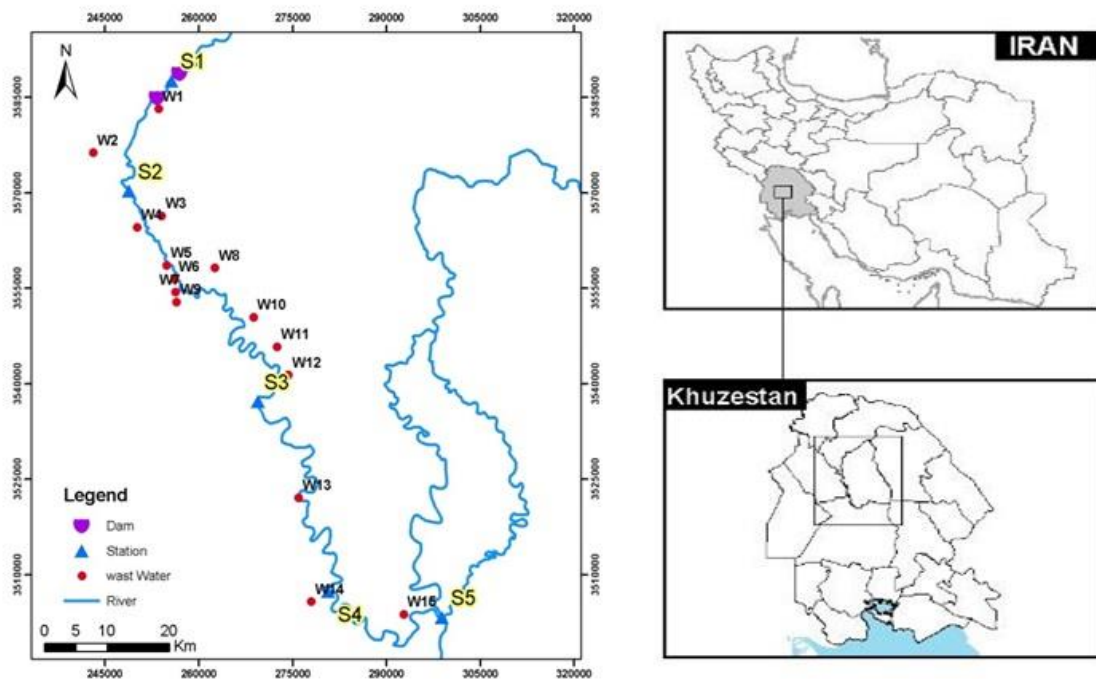 245000 260000 275000 290000 305000 320000
N
S1
W1
W2
S2
W3
W4
W5
W6
W8
W7
W9
W10
W11
W12
S3
W13
W14
W15
S4
S5
3585000
3570000
3555000
3540000
3525000
3510000
3585000
3570000
3555000
3540000
3525000
3510000
Legend
Dam
Station
wast Water
River
0 5 10 20
Km
245000 260000 275000 290000 305000 320000
IRAN
Khuzestan